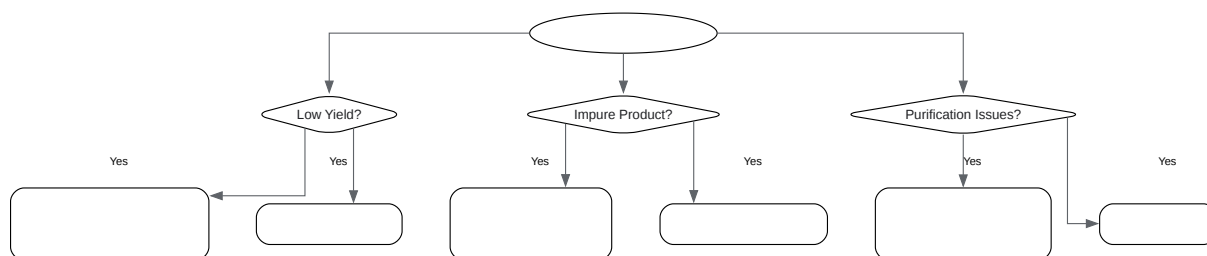 Low Yield?
Impure Product?
Purification Issues?
Yes
Yes
Yes
Yes
Yes
Yes